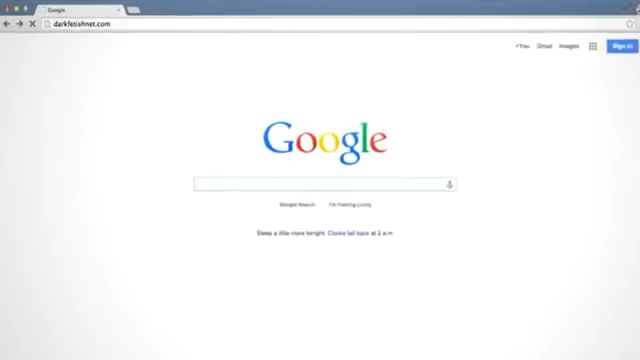 Google
darkfetishnet.com
+You Gmail Images Sign in
Google
Google Search I'm Feeling Lucky
Sleep a little more tonight. Clocks fall back at 2 a.m